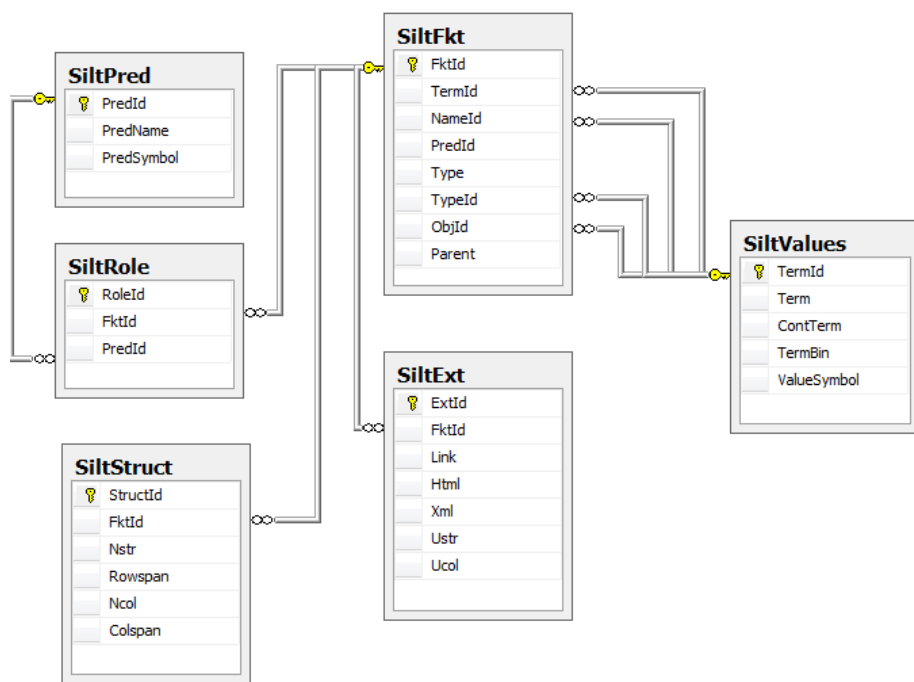 SiltPred
PredId
PredName
PredSymbol
SiltRole
RoleId
FktId
PredId
SiltStruct
StructId
FktId
Nstr
Rowspan
Ncol
Colspan
SiltFkt
FktId
TermId
NameId
PredId
Type
TypeId
ObjId
Parent
SiltExt
ExtId
FktId
Link
Html
Xml
Ustr
Ucol
SiltValues
TermId
Term
ContTerm
TermBin
ValueSymbol